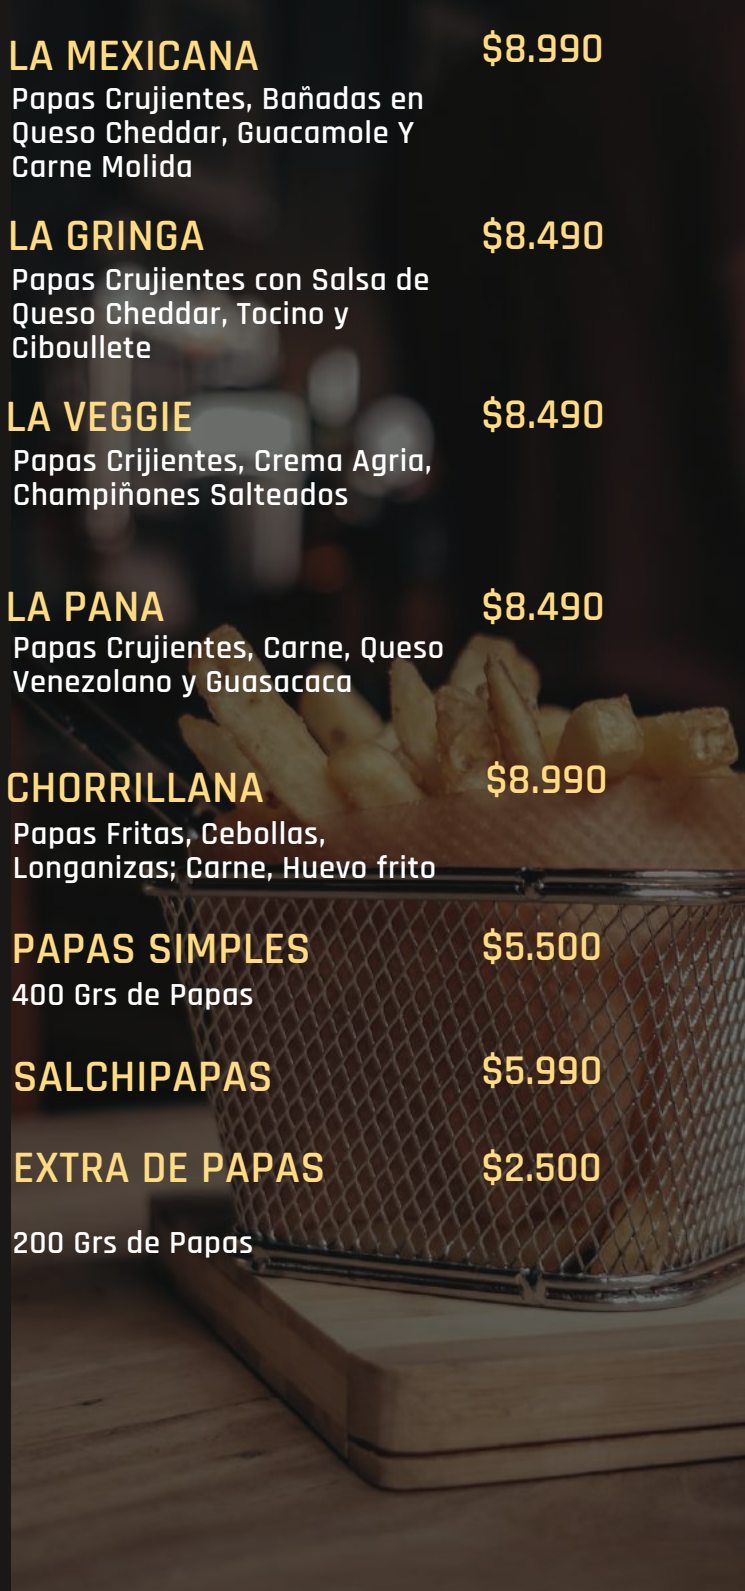 LA MEXICANA $8.990
Papas Crujientes, Bañadas en
Queso Cheddar, Guacamole Y
Carne Molida
LA GRINGA $8.490
Papas Crujientes con Salsa de
Queso Cheddar, Tocino y
Ciboullete
LA VEGGIE $8.490
Papas Crijientes, Crema Agria,
Champiñones Salteados
LA PANA $8.490
Papas Crujientes, Carne, Queso
Venezolano y Guasacaca
CHORRILLANA $8.990
Papas Fritas, Cebollas,
Longanizas; Carne, Huevo frito
PAPAS SIMPLES $5.500
400 Grs de Papas
SALCHIPAPAS $5.990
EXTRA DE PAPAS $2.500
200 Grs de Papas